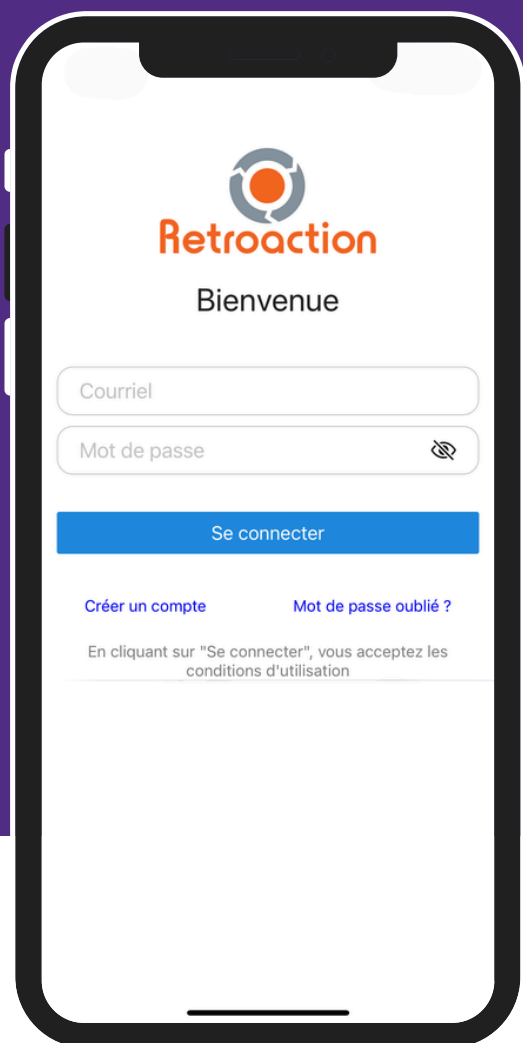 Retroaction
Bienvenue
Courriel
Mot de passe
Se connecter
Créer un compte
Mot de passe oublié ?
En cliquant sur "Se connecter", vous acceptez les
conditions d'utilisation